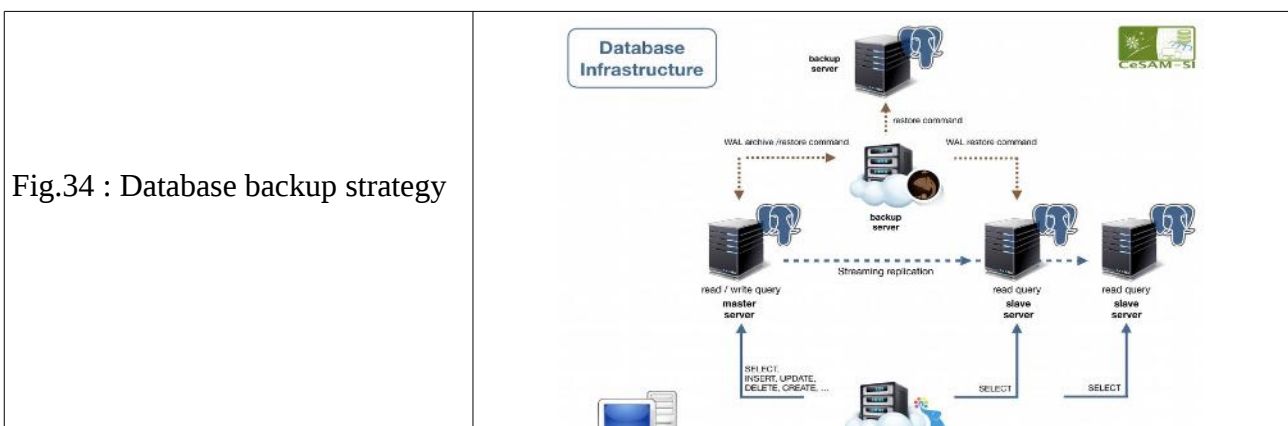 Fig.34 : Database backup strategy
Database
Infrastructure
backup
server
CeSAM-SI
restore command
WAL archive /restore command
WAL restore command
backup
server
Streaming replication
read / write query
master
server
read query
slave
server
read query
slave
server
SELECT,
INSERT, UPDATE,
DELETE, CREATE, ...
SELECT
SELECT